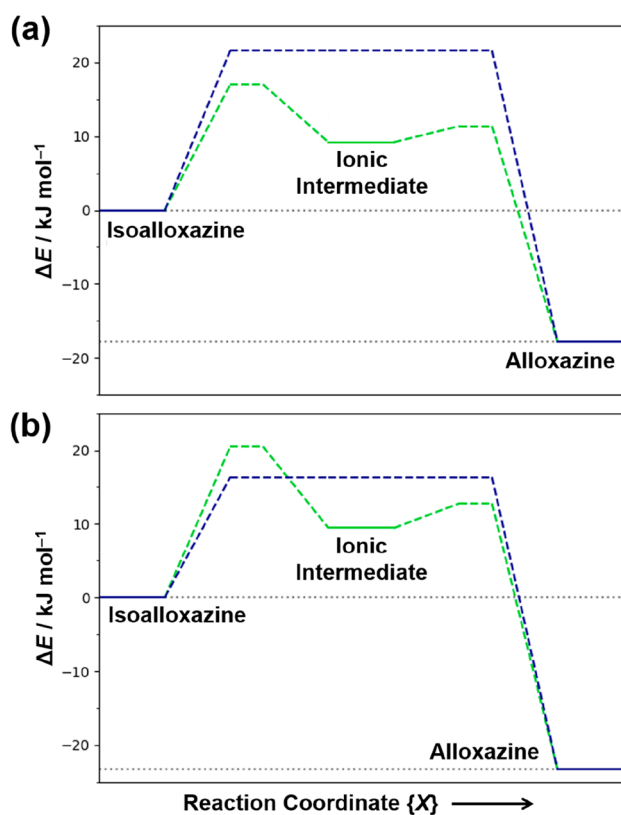 (a)
20
10
0
−10
−20
ΔE / kJ mol⁻¹
Ionic
Intermediate
Isoalloxazine
Alloxazine
(b)
20
10
0
−10
−20
ΔE / kJ mol⁻¹
Ionic
Intermediate
Isoalloxazine
Alloxazine
Reaction Coordinate {X}